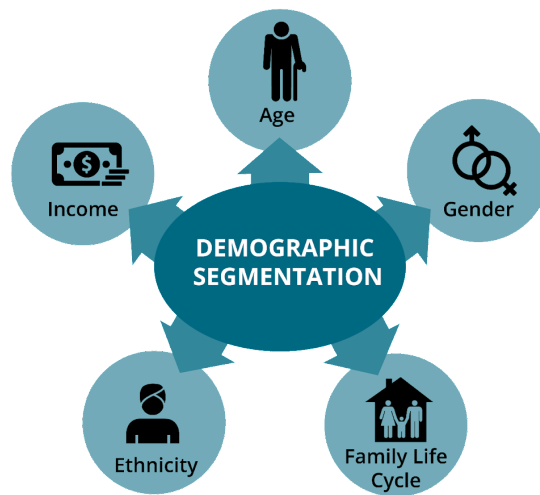 Age
Income
Gender
DEMOGRAPHIC
SEGMENTATION
Ethnicity
Family Life
Cycle